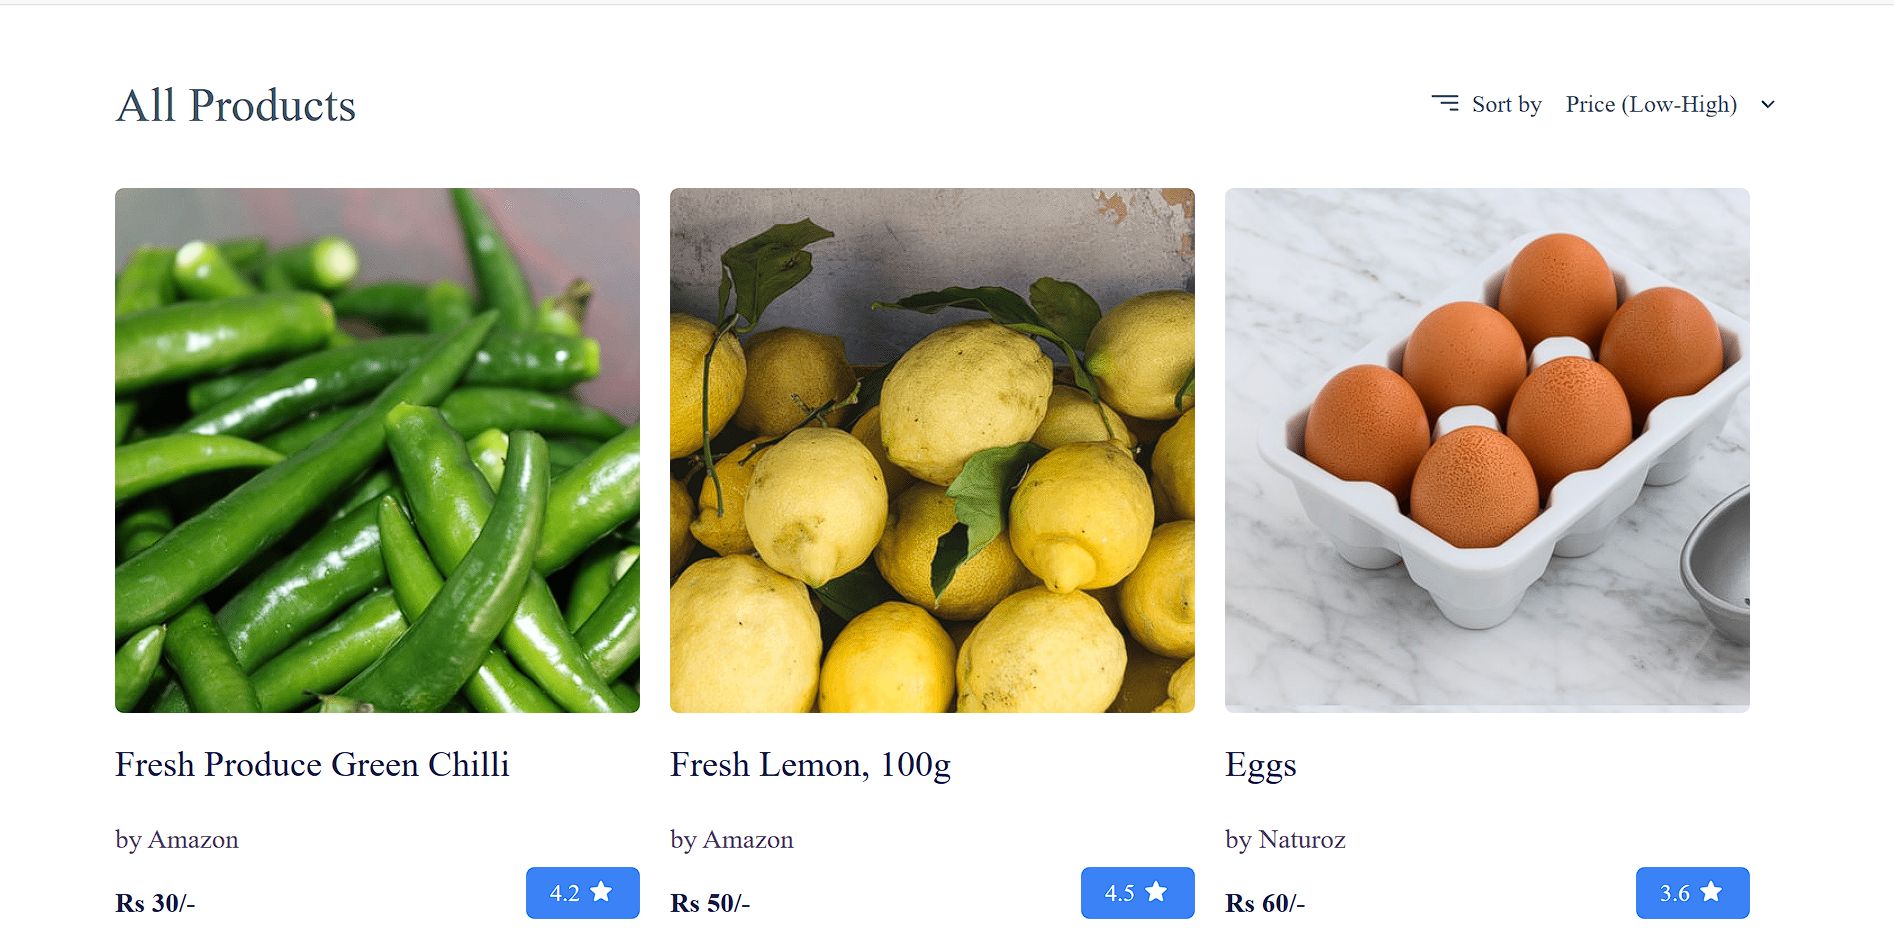 All Products
Sort by Price (Low-High)
Fresh Produce Green Chilli
by Amazon
Rs 30/-
4.2
Fresh Lemon, 100g
by Amazon
Rs 50/-
4.5
Eggs
by Naturoz
Rs 60/-
3.6